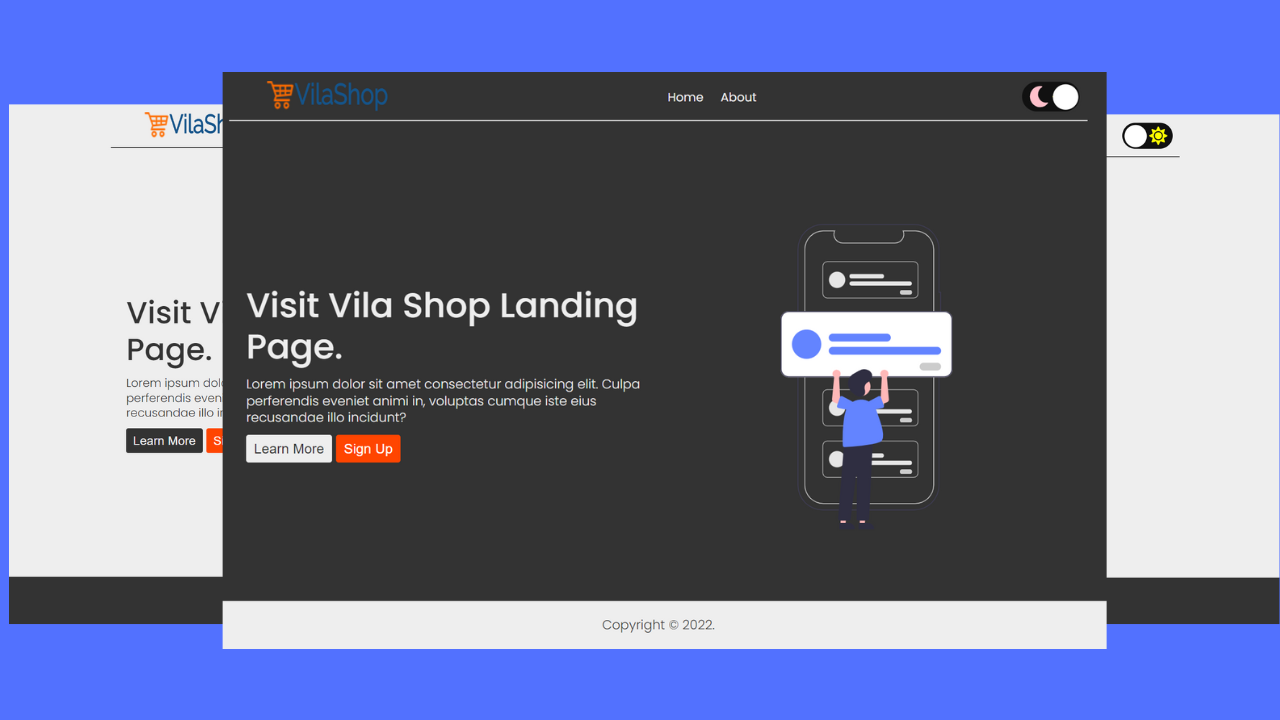 VilaShop
Home About
Visit Vila Shop Landing
Page.
Lorem ipsum dolor sit amet consectetur adipisicing elit. Culpa
perferendis eveniet animi in, voluptas cumque iste eius
recusandae illo incidunt?
Learn More Sign Up
Copyright © 2022.
VilaSh
Visit V
Page.
Lorem ipsum dol
perferendis even
recusandae illo i
Learn More S